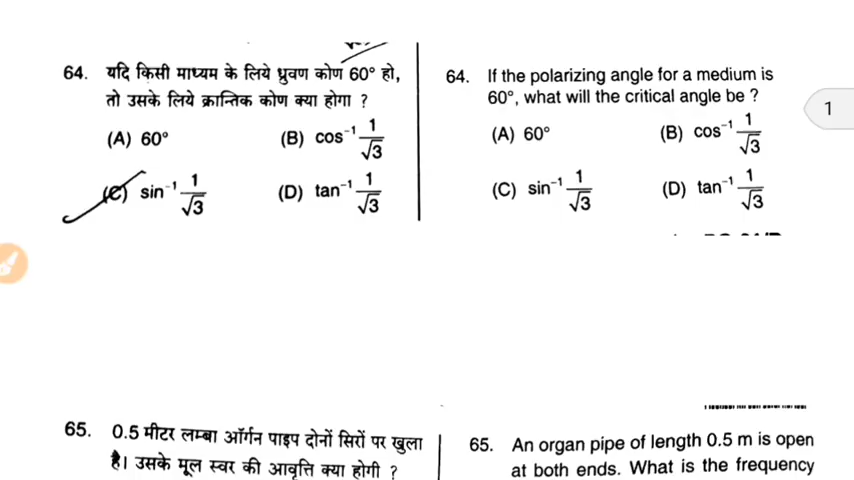 64. यदि किसी माध्यम के लिये ध्रुवण कोण 60° हो,
तो उसके लिये क्रान्तिक कोण क्या होगा ?
(A) 60°
(B) cos⁻¹ 1/√3
(C) sin⁻¹ 1/√3
(D) tan⁻¹ 1/√3
65. 0.5 मीटर लम्बा ऑर्गन पाइप दोनों सिरों पर खुला
है। उसके मूल स्वर की आवृत्ति क्या होगी ?
64. If the polarizing angle for a medium is
60°, what will the critical angle be ?
(A) 60°
(B) cos⁻¹ 1/√3
(C) sin⁻¹ 1/√3
(D) tan⁻¹ 1/√3
65. An organ pipe of length 0.5 m is open
at both ends. What is the frequency
1